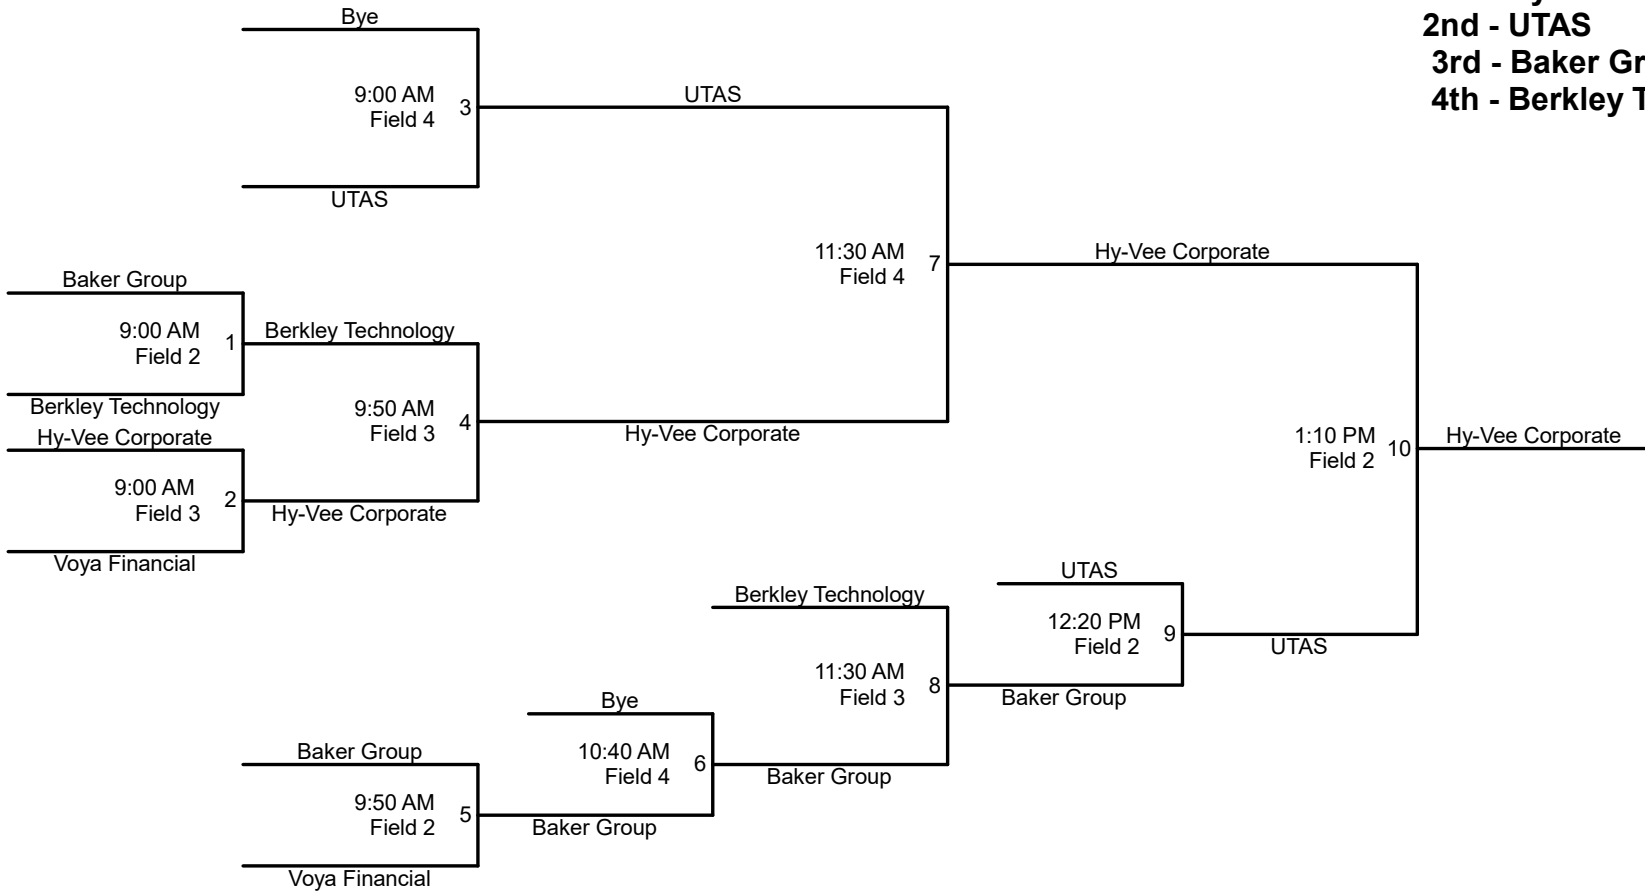 Bye
2nd - UTAS
3rd - Baker Gr
4th - Berkley T
9:00 AM
Field 4
3
UTAS
UTAS
11:30 AM
Field 4
7
Hy-Vee Corporate
Baker Group
9:00 AM
Field 2
1
Berkley Technology
Berkley Technology
9:50 AM
Field 3
4
Hy-Vee Corporate
Hy-Vee Corporate
9:00 AM
Field 3
2
Hy-Vee Corporate
Voya Financial
1:10 PM
Field 2
10
Hy-Vee Corporate
UTAS
12:20 PM
Field 2
9
UTAS
Berkley Technology
11:30 AM
Field 3
8
Baker Group
Bye
10:40 AM
Field 4
6
Baker Group
Baker Group
9:50 AM
Field 2
5
Baker Group
Voya Financial